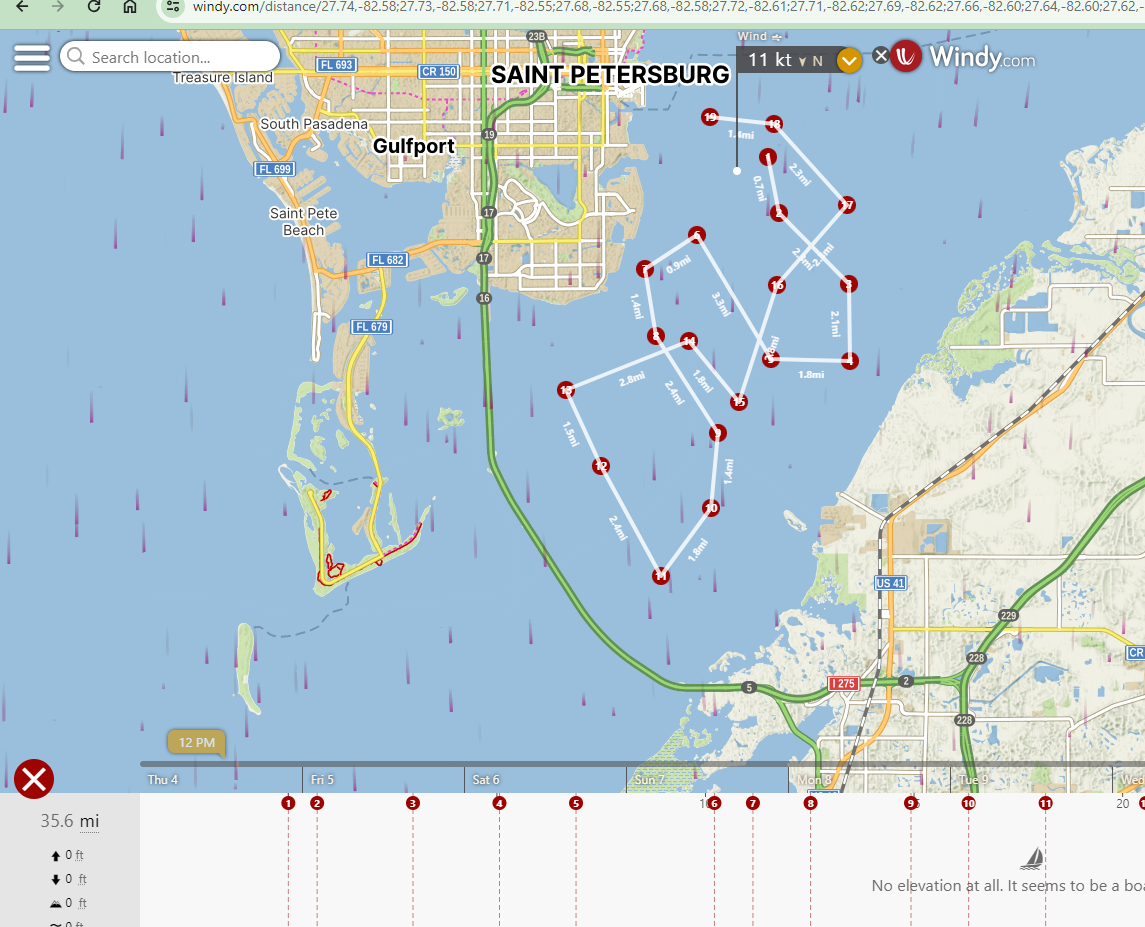 windy.com/distance/27.74,-82.58;27.73,-82.58;27.71,-82.55;27.68,-82.55;27.68,-82.58;27.72,-82.61;27.71,-82.62;27.69,-82.62;27.66,-82.60;27.64,-82.60;27.62,-
Search location...
Wind
11 kt N
Windy.com
23B
FL 693
CR 150
Treasure Island
SAINT PETERSBURG
South Pasadena
19
Gulfport
FL 699
Saint Pete
Beach
17
FL 682
17
16
FL 679
19
18
1.4mi
1
2.3mi
0.7mi
2
17
6
0.9mi
7
16
3
3.3mi
1.4mi
2.1mi
8
14
5
4
1.8mi
2.8mi
1.8mi
13
2.4mi
15
1.5mi
9
12
1.4mi
10
2.4mi
1.8mi
11
US 41
229
CR
228
5
I 275
2
228
12 PM
Thu 4
Fri 5
Sat 6
Sun 7
Mon 8
Tue 9
Wed
1
2
3
4
5
6
7
8
9
10
11
20
35.6 mi
0 ft
0 ft
0 ft
0 ft
No elevation at all. It seems to be a boa